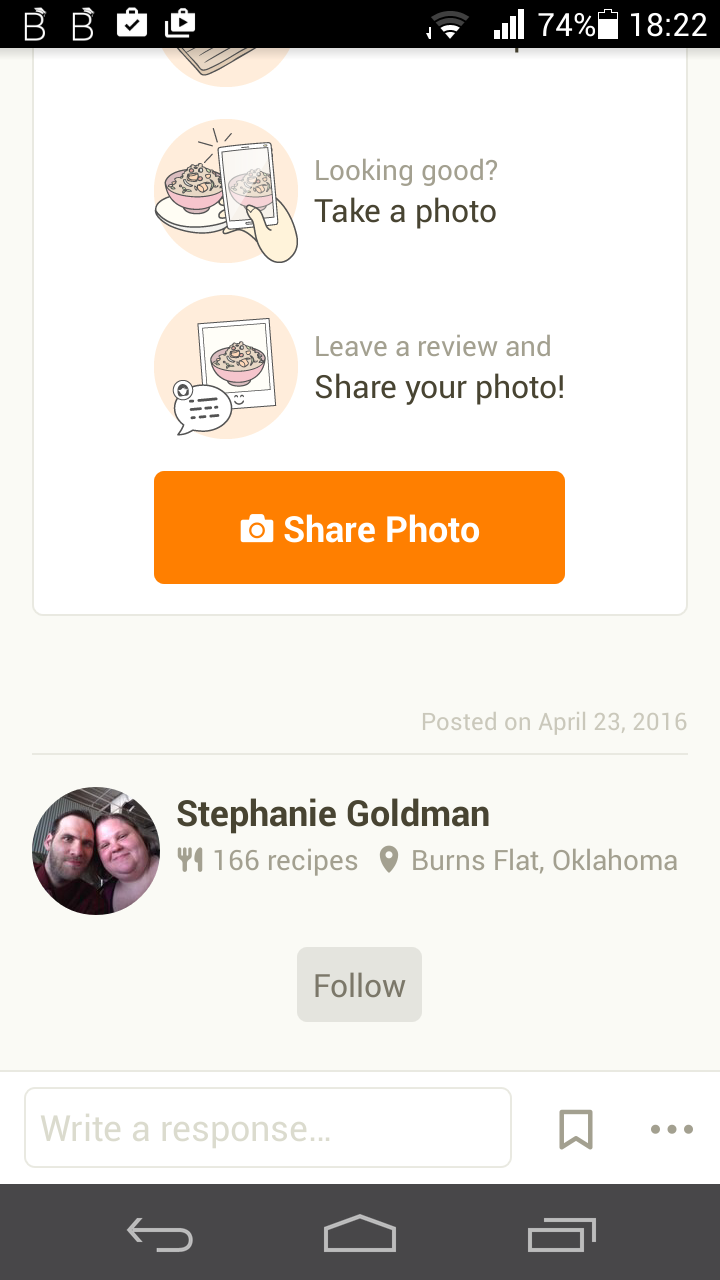 74% 18:22
Looking good?
Take a photo
Leave a review and
Share your photo!
Share Photo
Posted on April 23, 2016
Stephanie Goldman
166 recipes Burns Flat, Oklahoma
Follow
Write a response...